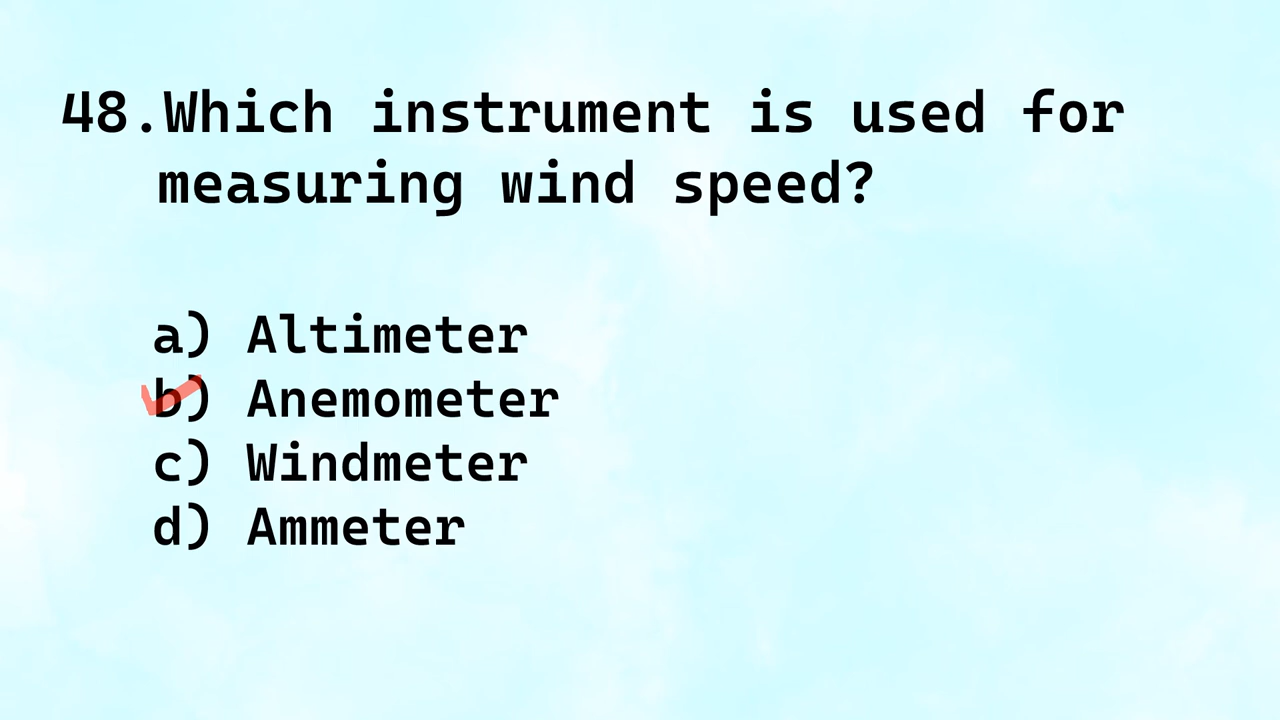 48.Which instrument is used for
measuring wind speed?
a) Altimeter
b) Anemometer
c) Windmeter
d) Ammeter